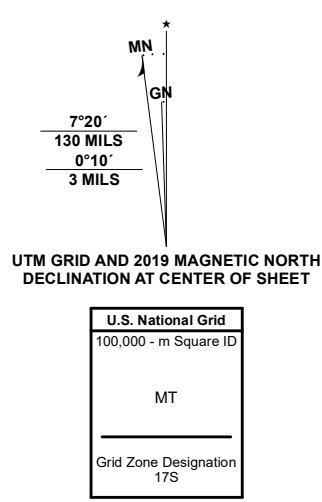 MN
GN
7°20´
130 MILS
0°10´
3 MILS
UTM GRID AND 2019 MAGNETIC NORTH
DECLINATION AT CENTER OF SHEET
U.S. National Grid
100,000 - m Square ID
MT
Grid Zone Designation
17S